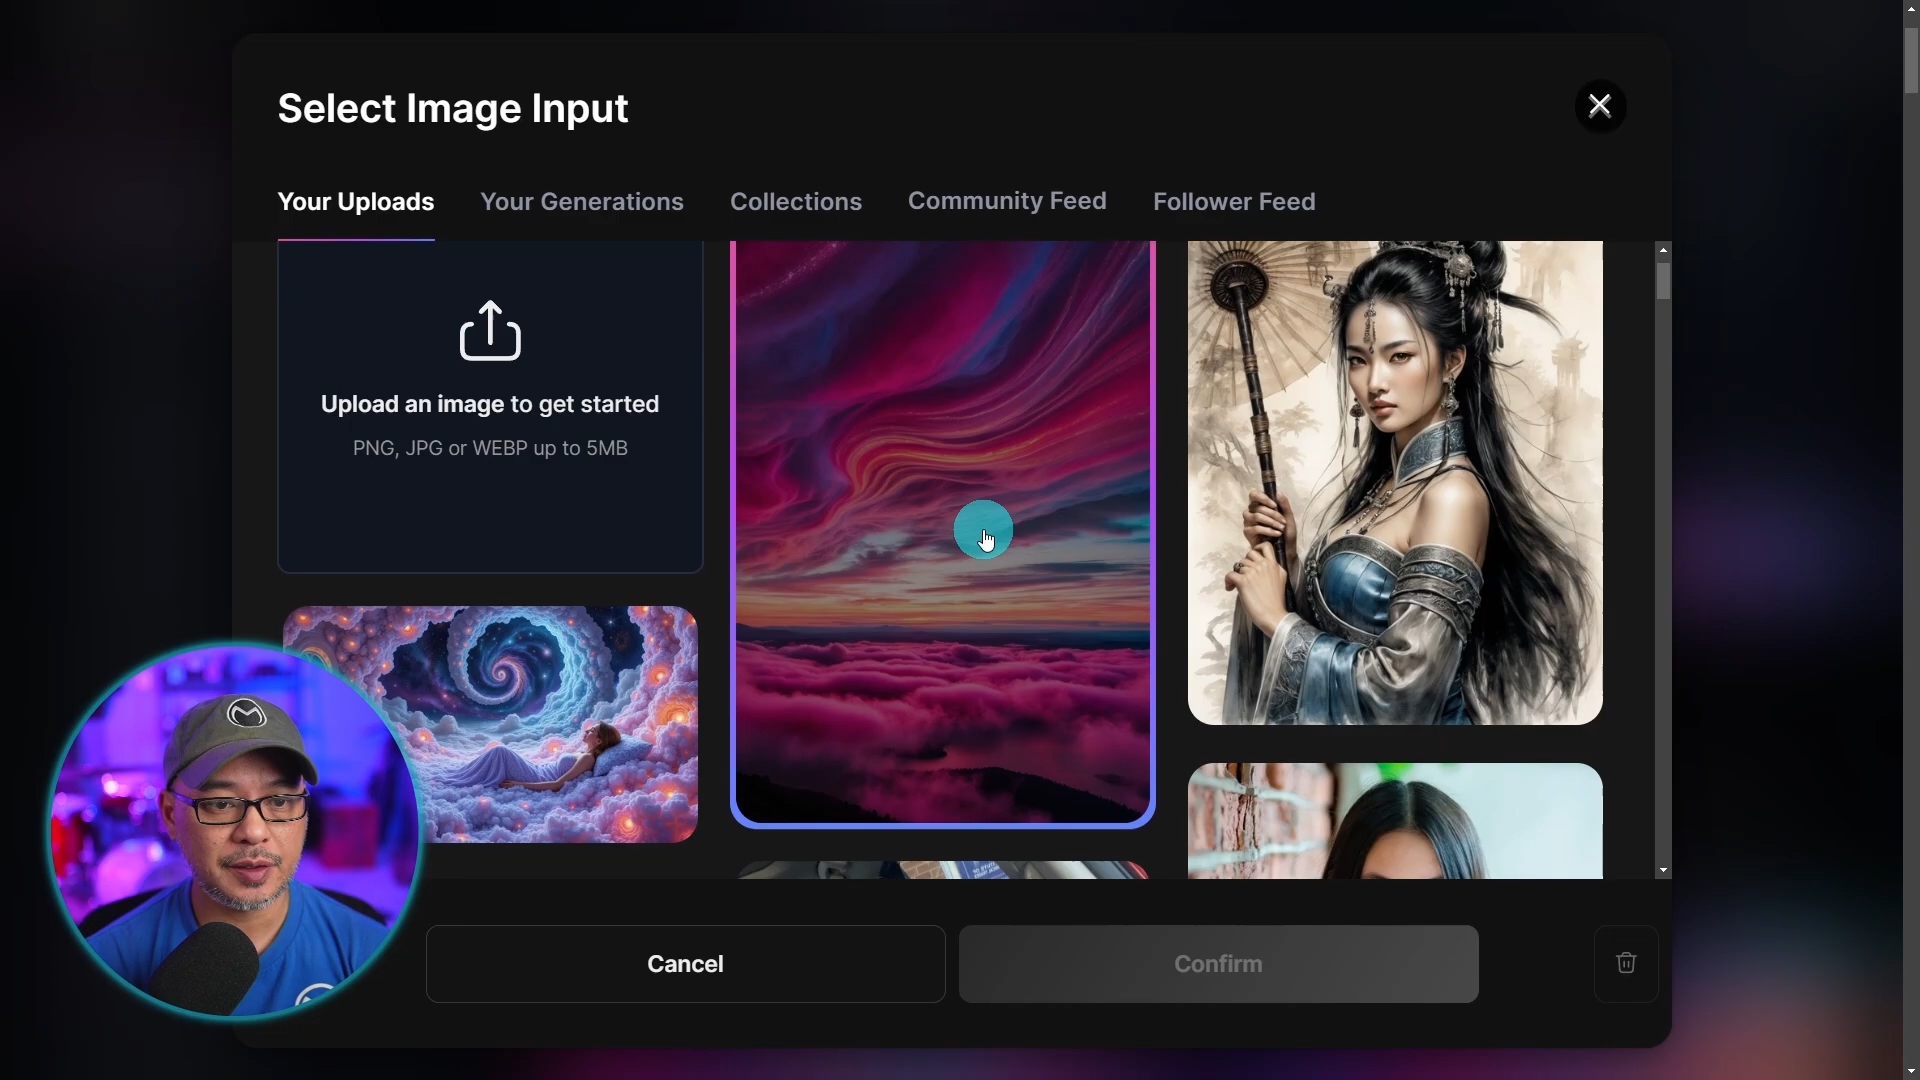 Select Image Input
Your Uploads
Your Generations
Collections
Community Feed
Follower Feed
Upload an image to get started
PNG, JPG or WEBP up to 5MB
Cancel
Confirm